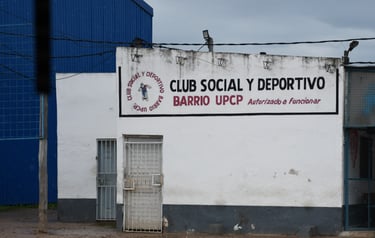 CLUB SOCIAL Y DEPORTIVO BARRIO UPCP
CLUB SOCIAL Y DEPORTIVO
BARRIO UPCP Autorizado a Funcionar